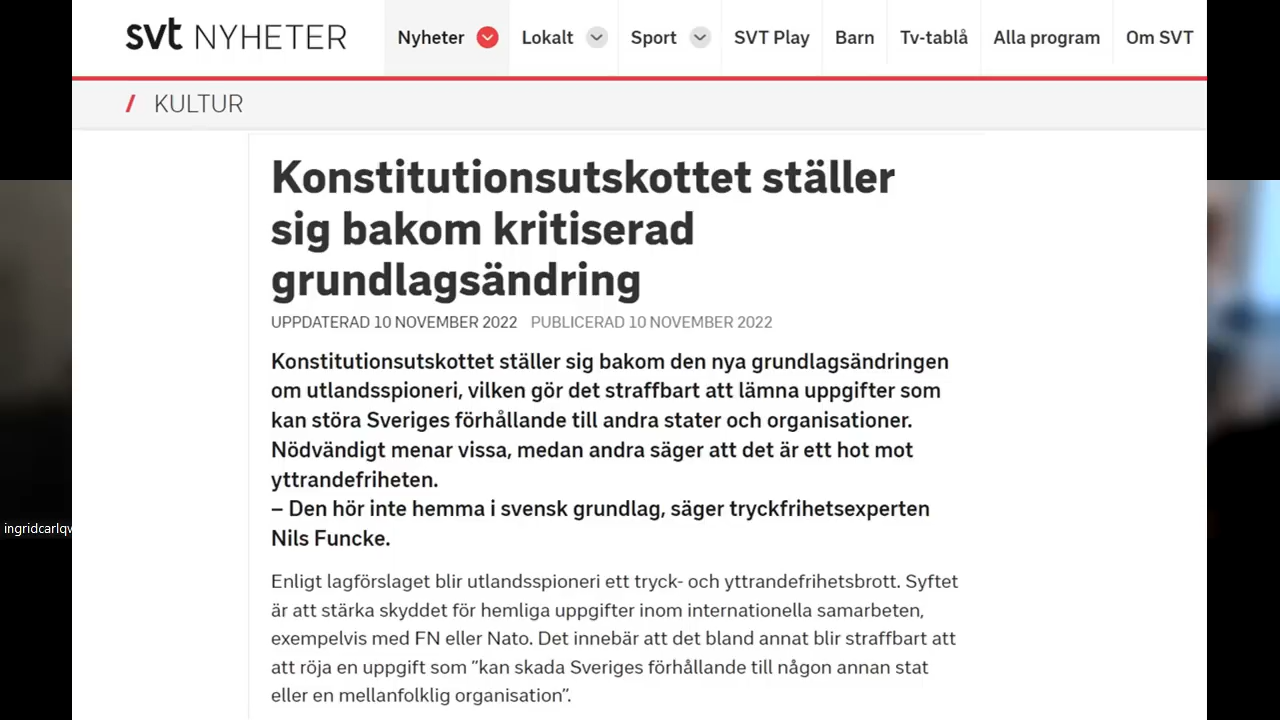 svt NYHETER
Nyheter Lokalt Sport SVT Play Barn Tv-tablå Alla program Om SVT
/ KULTUR
Konstitutionsutskottet ställer
sig bakom kritiserad
grundlagsändring
UPPDATERAD 10 NOVEMBER 2022 PUBLICERAD 10 NOVEMBER 2022
Konstitutionsutskottet ställer sig bakom den nya grundlagsändringen
om utlandsspioneri, vilken gör det straffbart att lämna uppgifter som
kan störa Sveriges förhållande till andra stater och organisationer.
Nödvändigt menar vissa, medan andra säger att det är ett hot mot
yttrandefriheten.
– Den hör inte hemma i svensk grundlag, säger tryckfrihetsexperten
Nils Funcke.
Enligt lagförslaget blir utlandsspioneri ett tryck- och yttrandefrihetsbrott. Syftet
är att stärka skyddet för hemliga uppgifter inom internationella samarbeten,
exempelvis med FN eller Nato. Det innebär att det bland annat blir straffbart att
att röja en uppgift som ”kan skada Sveriges förhållande till någon annan stat
eller en mellanfolklig organisation”.